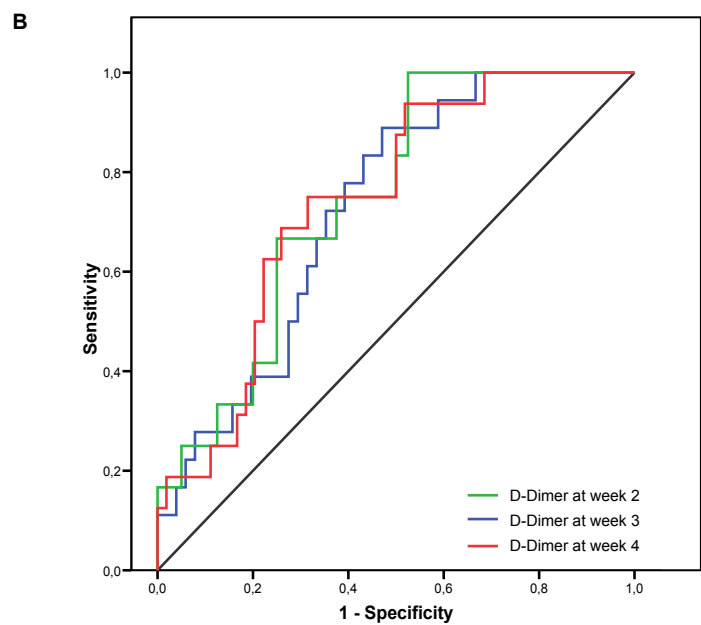 B
1,0
0,8
0,6
0,4
0,2
0,0
Sensitivity
D-Dimer at week 2
D-Dimer at week 3
D-Dimer at week 4
0,0 0,2 0,4 0,6 0,8 1,0
1 - Specificity